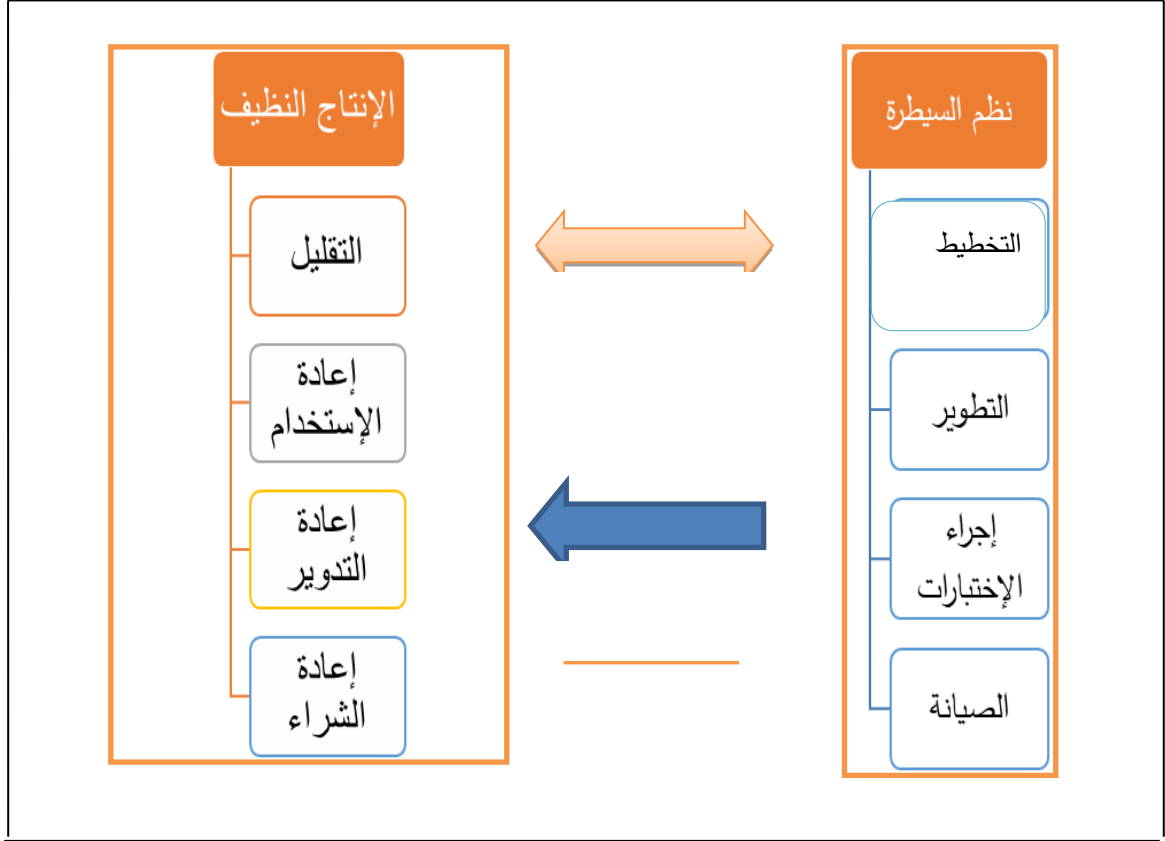 نظم السيطرة
التخطيط
التطوير
إجراء
الإختبارات
الصيانة
الإنتاج النظيف
التقليل
إعادة
الإستخدام
إعادة
التدوير
إعادة
الشراء